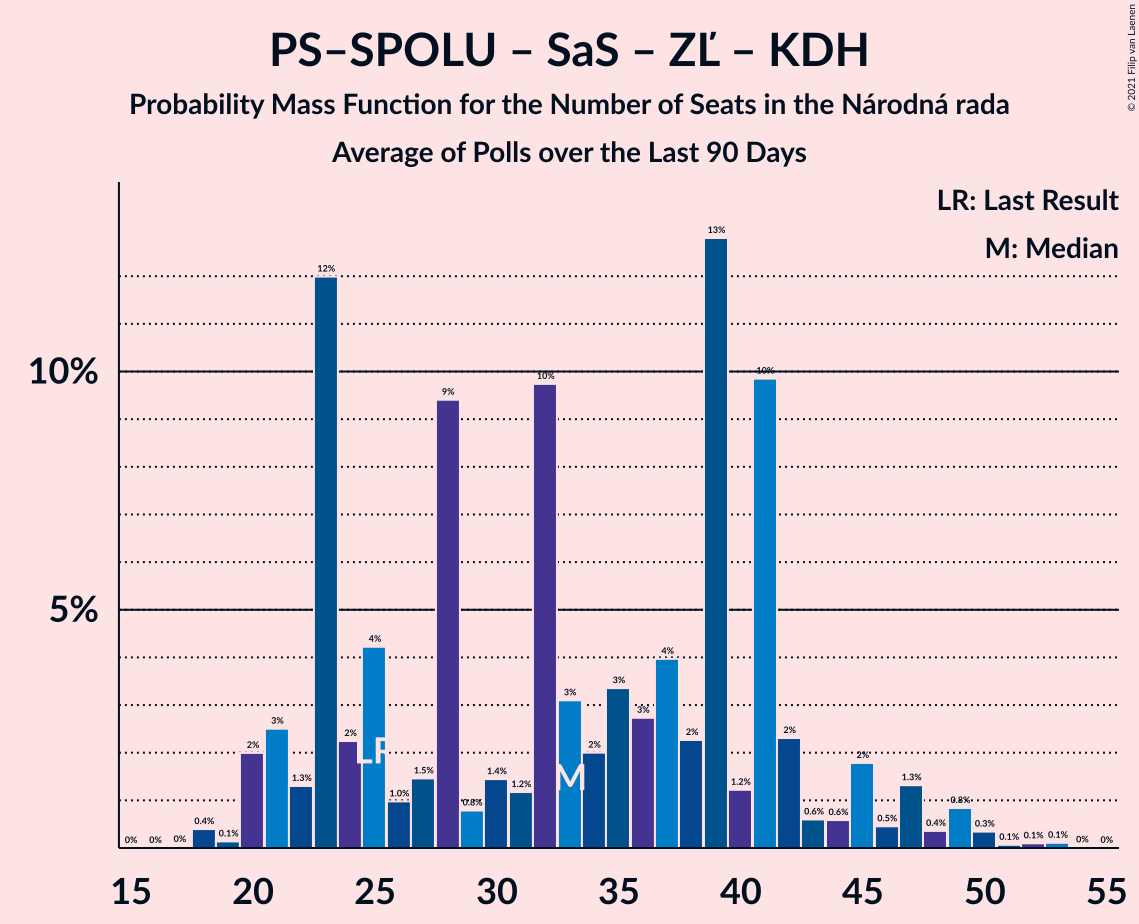 © 2021 Filip van Laenen
PS–SPOLU – SaS – ZĽ – KDH
Probability Mass Function for the Number of Seats in the Národná rada
Average of Polls over the Last 90 Days
LR: Last Result
M: Median
10%
5%
0% 0% 0% 0.4% 0.1% 2% 3% 1.3% 12% 2% 4% 1.0% 1.5% 9% 0.8% 1.4% 1.2% 10% 3% 2% 3% 3% 4% 2% 13% 1.2% 10% 2% 0.6% 0.6% 2% 0.5% 1.3% 0.4% 0.8% 0.3% 0.1% 0.1% 0.1% 0% 0%
LR
M
15 20 25 30 35 40 45 50 55